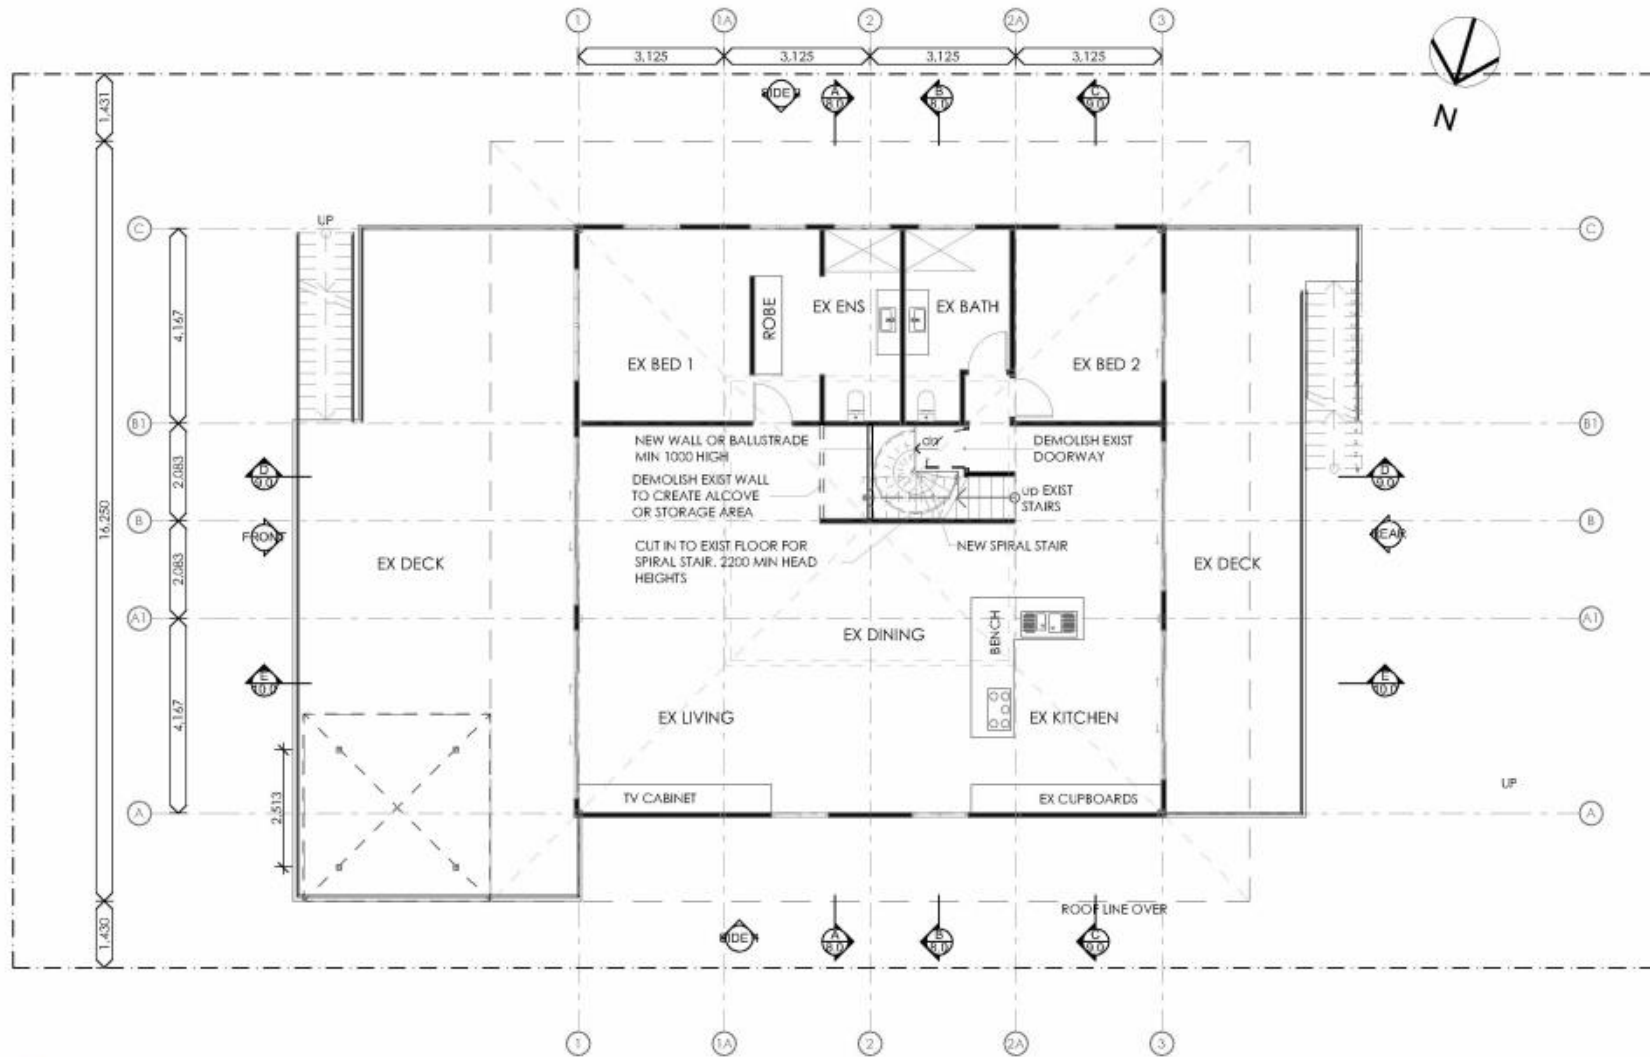 1 1A 2 2A 3
3,125 3,125 3,125 3,125
N
SIDE
A 8.0
B 8.0
C 9.0
1,431
16,250
1,430
UP
C C
4,167
ROBE
EX ENS
EX BATH
EX BED 1
EX BED 2
B1 B1
NEW WALL OR BALUSTRADE
MIN 1000 HIGH
DEMOLISH EXIST
DOORWAY
2,083
D 9.0
D 9.0
DEMOLISH EXIST WALL
TO CREATE ALCOVE
OR STORAGE AREA
up EXIST
STAIRS
B B
FRONT
REAR
CUT IN TO EXIST FLOOR FOR
SPIRAL STAIR. 2200 MIN HEAD
HEIGHTS
NEW SPIRAL STAIR
2,083
EX DECK
EX DECK
A1 A1
BENCH
EX DINING
E 10.0
E 10.0
4,167
EX LIVING
EX KITCHEN
2,513
TV CABINET
EX CUPBOARDS
UP
A A
ROOF LINE OVER
SIDE
A 8.0
B 8.0
C 9.0
1 1A 2 2A 3